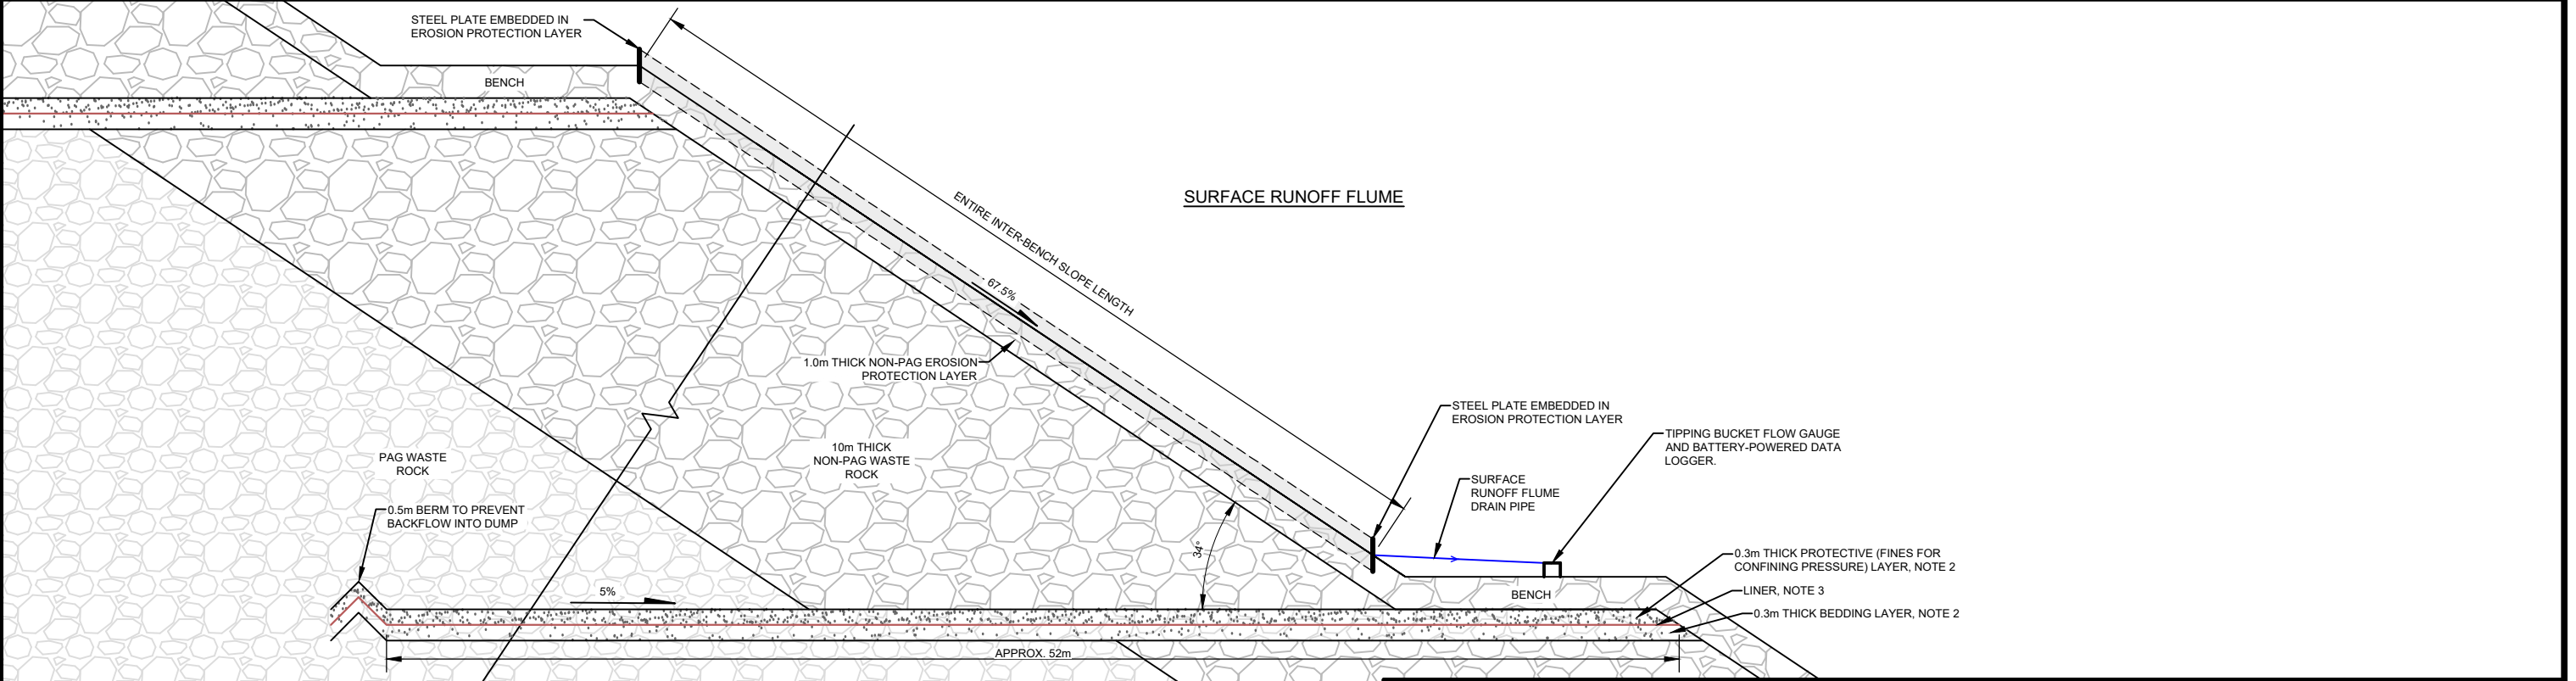 STEEL PLATE EMBEDDED IN
EROSION PROTECTION LAYER
BENCH
SURFACE RUNOFF FLUME
ENTIRE INTER-BENCH SLOPE LENGTH
67.5%
1.0m THICK NON-PAG EROSION
PROTECTION LAYER
STEEL PLATE EMBEDDED IN
EROSION PROTECTION LAYER
TIPPING BUCKET FLOW GAUGE
AND BATTERY-POWERED DATA
LOGGER.
10m THICK
NON-PAG WASTE
ROCK
PAG WASTE
ROCK
SURFACE
RUNOFF FLUME
DRAIN PIPE
0.5m BERM TO PREVENT
BACKFLOW INTO DUMP
34°
0.3m THICK PROTECTIVE (FINES FOR
CONFINING PRESSURE) LAYER, NOTE 2
5%
BENCH
LINER, NOTE 3
0.3m THICK BEDDING LAYER, NOTE 2
APPROX. 52m